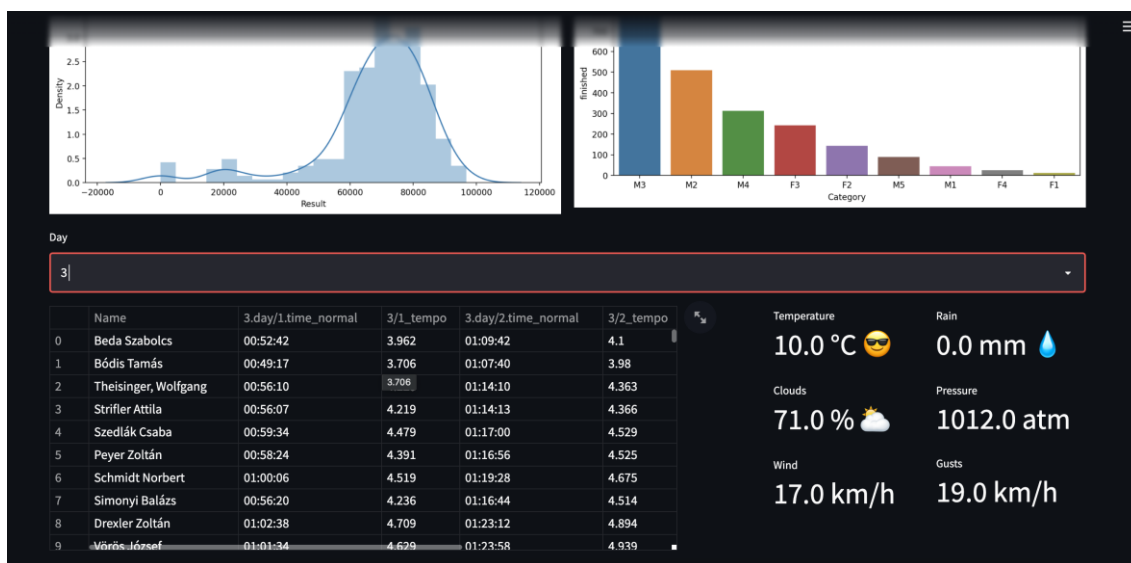 2.5
2.0
1.5
1.0
0.5
0.0
Density
−20000 0 20000 40000 60000 80000 100000 120000
Result
600
500
400
300
200
100
0
finished
M3 M2 M4 F3 F2 M5 M1 F4 F1
Category
Day
3
Name 3.day/1.time_normal 3/1_tempo 3.day/2.time_normal 3/2_tempo
0 Beda Szabolcs 00:52:42 3.962 01:09:42 4.1
1 Bódis Tamás 00:49:17 3.706 01:07:40 3.98
2 Theisinger, Wolfgang 00:56:10 3.706 01:14:10 4.363
3 Strifler Attila 00:56:07 4.219 01:14:13 4.366
4 Szedlák Csaba 00:59:34 4.479 01:17:00 4.529
5 Peyer Zoltán 00:58:24 4.391 01:16:56 4.525
6 Schmidt Norbert 01:00:06 4.519 01:19:28 4.675
7 Simonyi Balázs 00:56:20 4.236 01:16:44 4.514
8 Drexler Zoltán 01:02:38 4.709 01:23:12 4.894
9 Vörös József 01:01:34 4.629 01:23:58 4.939
Temperature Rain
10.0 °C 😎 0.0 mm 💧
Clouds Pressure
71.0 % 🌥️ 1012.0 atm
Wind Gusts
17.0 km/h 19.0 km/h